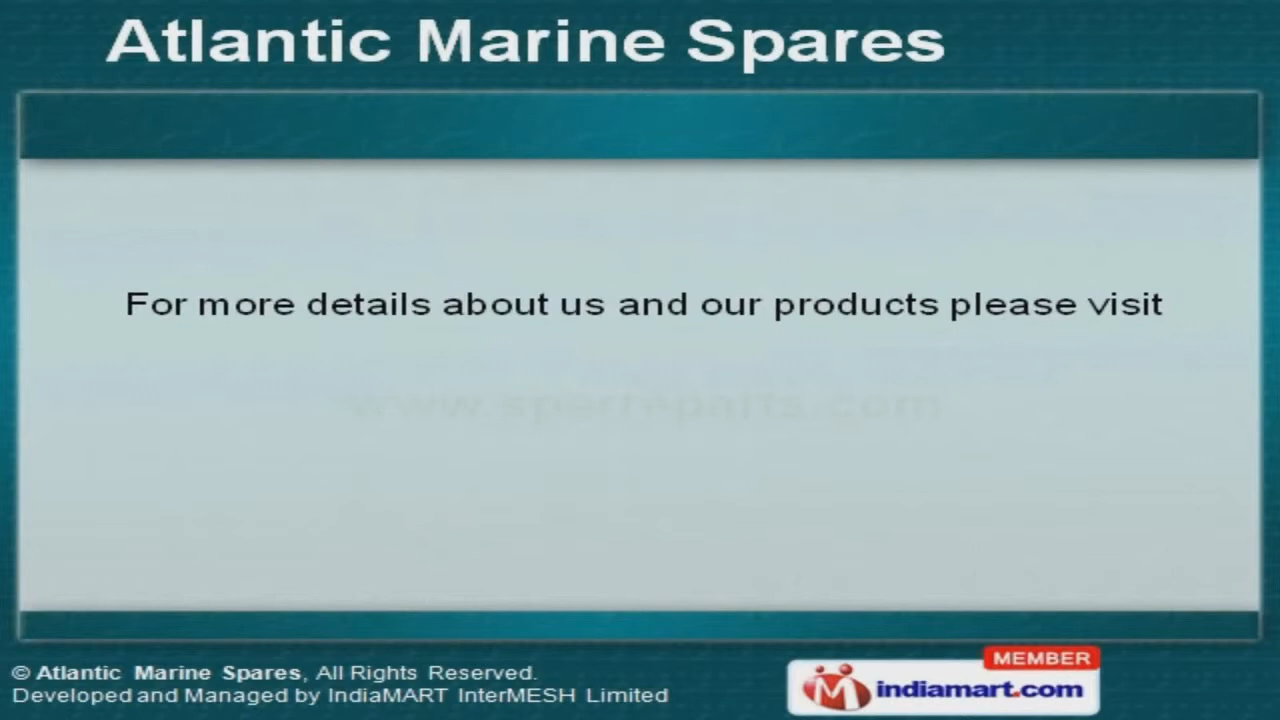 Atlantic Marine Spares
For more details about us and our products please visit
© Atlantic Marine Spares, All Rights Reserved.
Developed and Managed by IndiaMART InterMESH Limited
MEMBER
indiamart.com